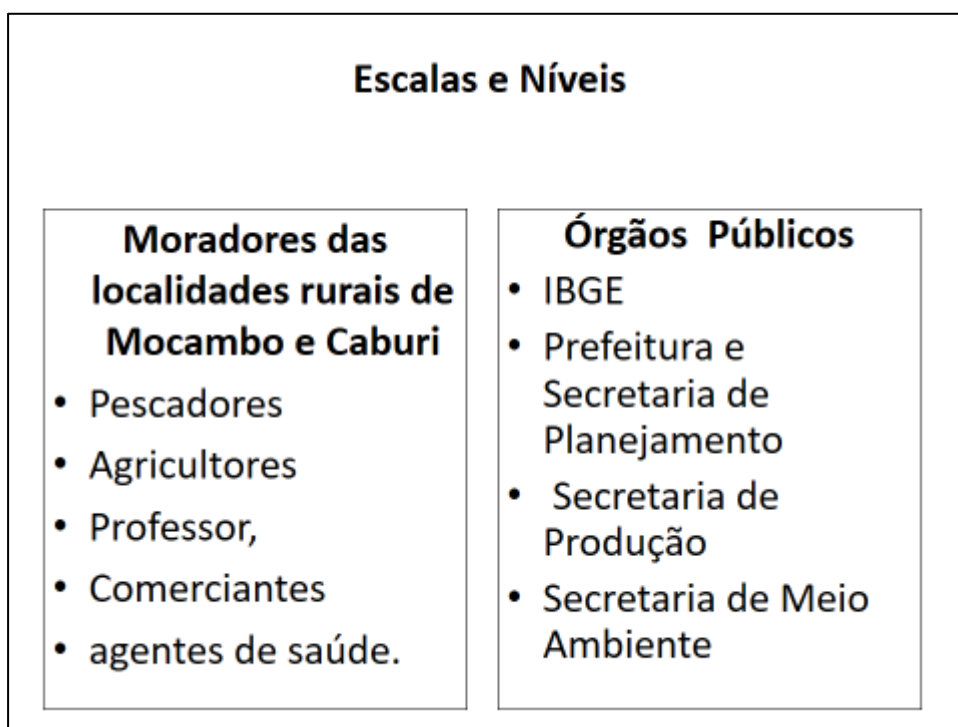 Escalas e Níveis
Moradores das
localidades rurais de
Mocambo e Caburi
• Pescadores
• Agricultores
• Professor,
• Comerciantes
• agentes de saúde.
Órgãos Públicos
• IBGE
• Prefeitura e
Secretaria de
Planejamento
• Secretaria de
Produção
• Secretaria de Meio
Ambiente